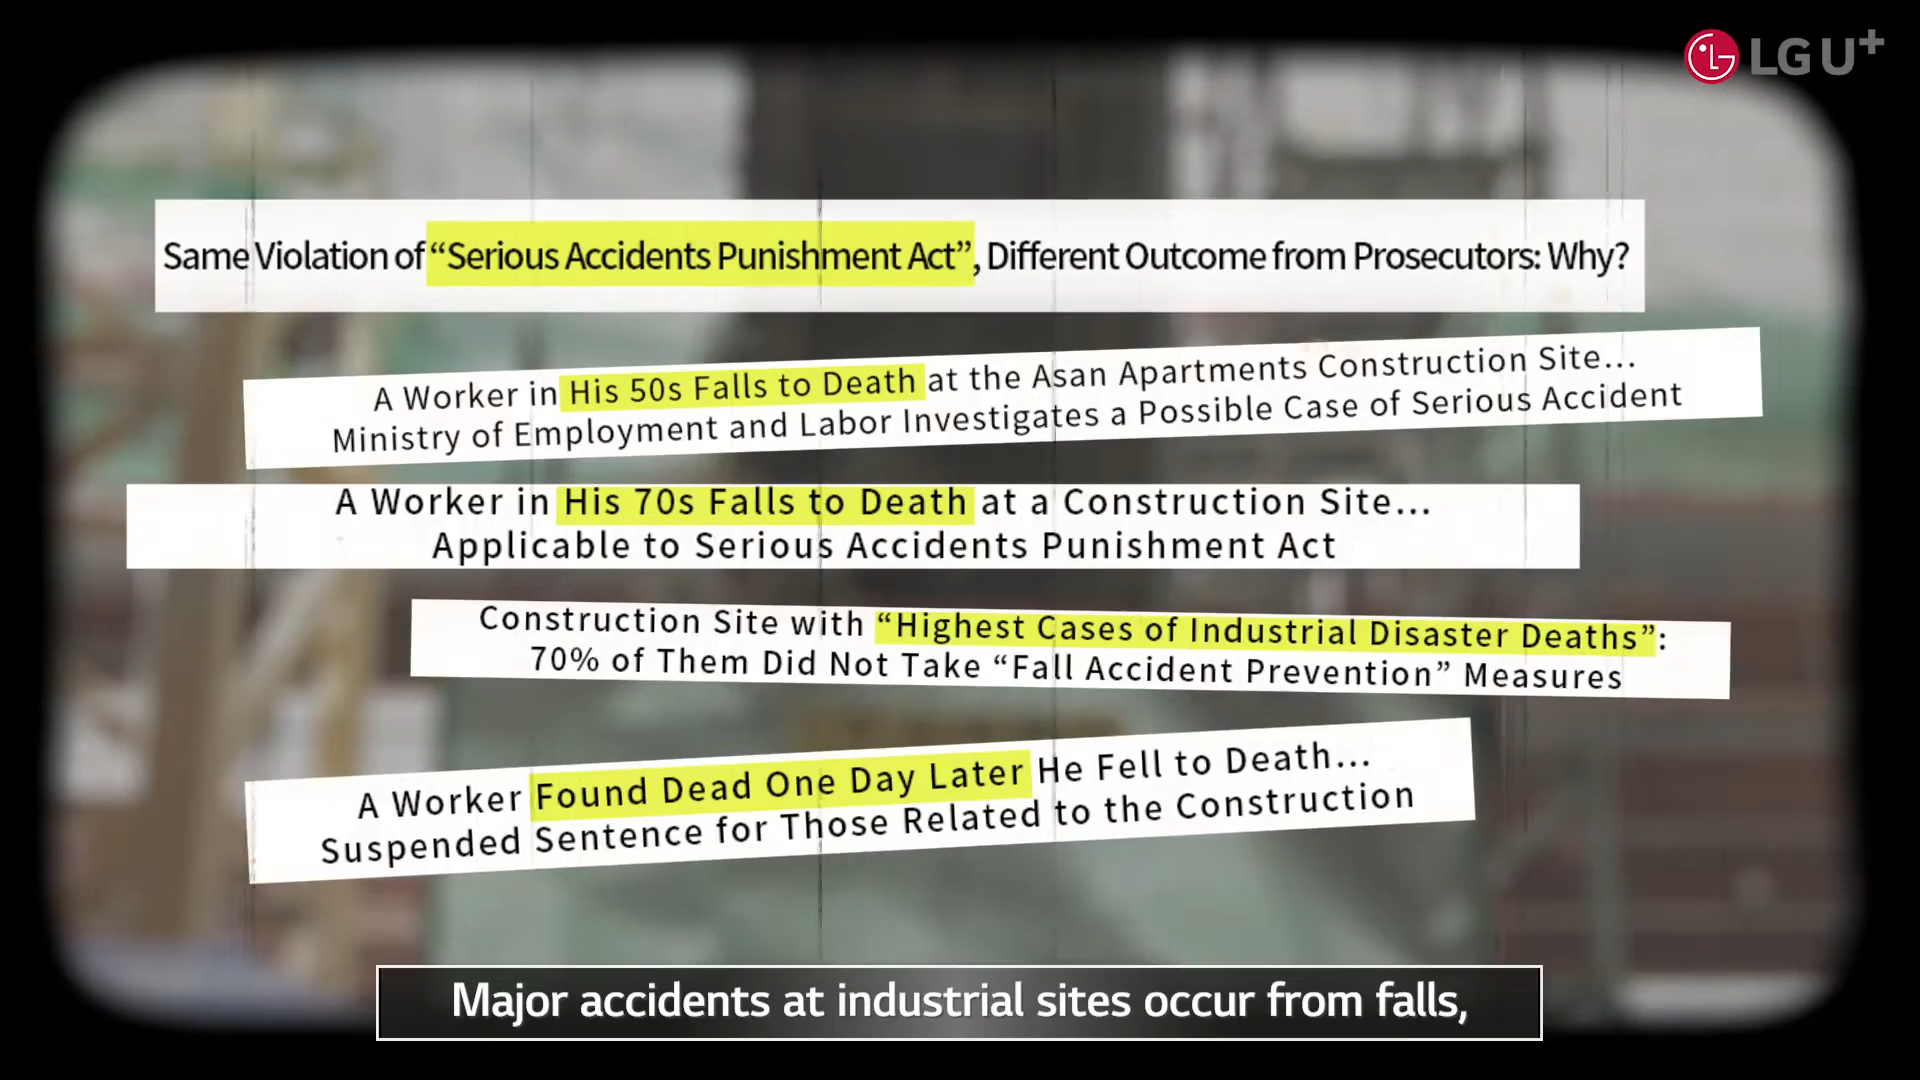 LG U+
Same Violation of “Serious Accidents Punishment Act”, Different Outcome from Prosecutors: Why?
A Worker in His 50s Falls to Death at the Asan Apartments Construction Site...
Ministry of Employment and Labor Investigates a Possible Case of Serious Accident
A Worker in His 70s Falls to Death at a Construction Site...
Applicable to Serious Accidents Punishment Act
Construction Site with “Highest Cases of Industrial Disaster Deaths”:
70% of Them Did Not Take “Fall Accident Prevention” Measures
A Worker Found Dead One Day Later He Fell to Death...
Suspended Sentence for Those Related to the Construction
Major accidents at industrial sites occur from falls,